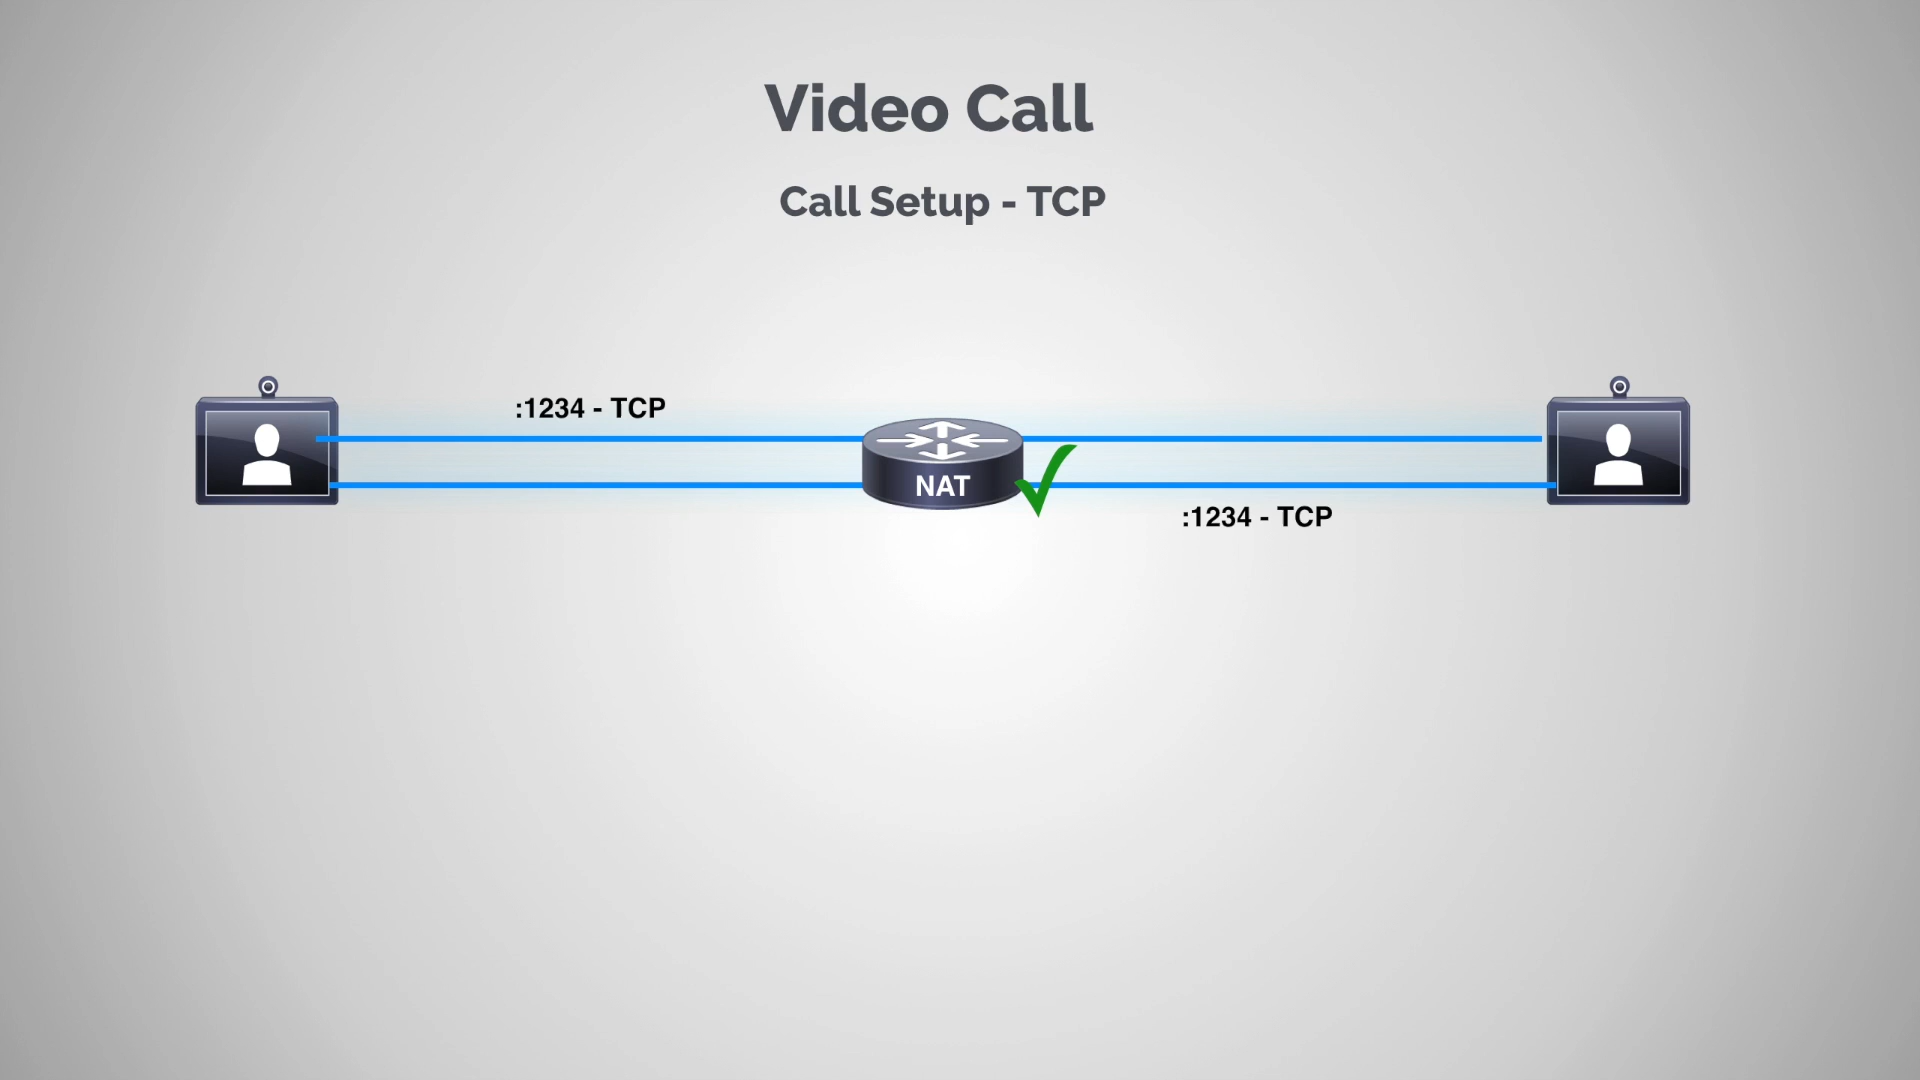 Video Call
Call Setup - TCP
:1234 - TCP
NAT
:1234 - TCP